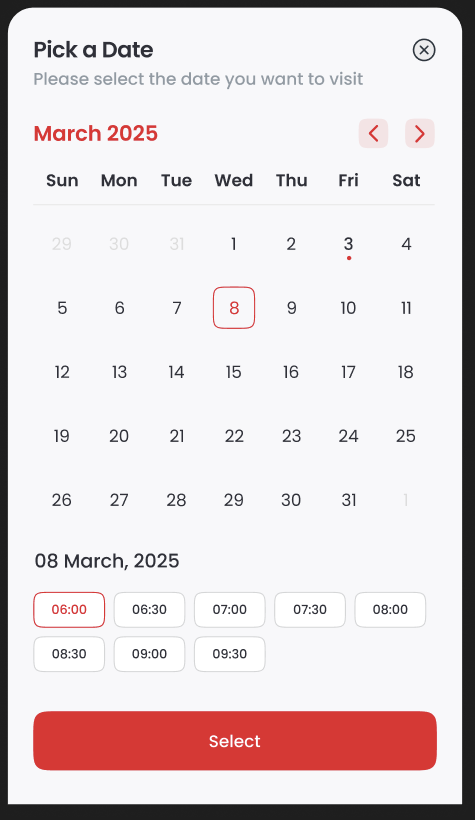 Pick a Date
Please select the date you want to visit
March 2025
Sun Mon Tue Wed Thu Fri Sat
29 30 31 1 2 3 4
5 6 7 8 9 10 11
12 13 14 15 16 17 18
19 20 21 22 23 24 25
26 27 28 29 30 31 1
08 March, 2025
06:00 06:30 07:00 07:30 08:00
08:30 09:00 09:30
Select